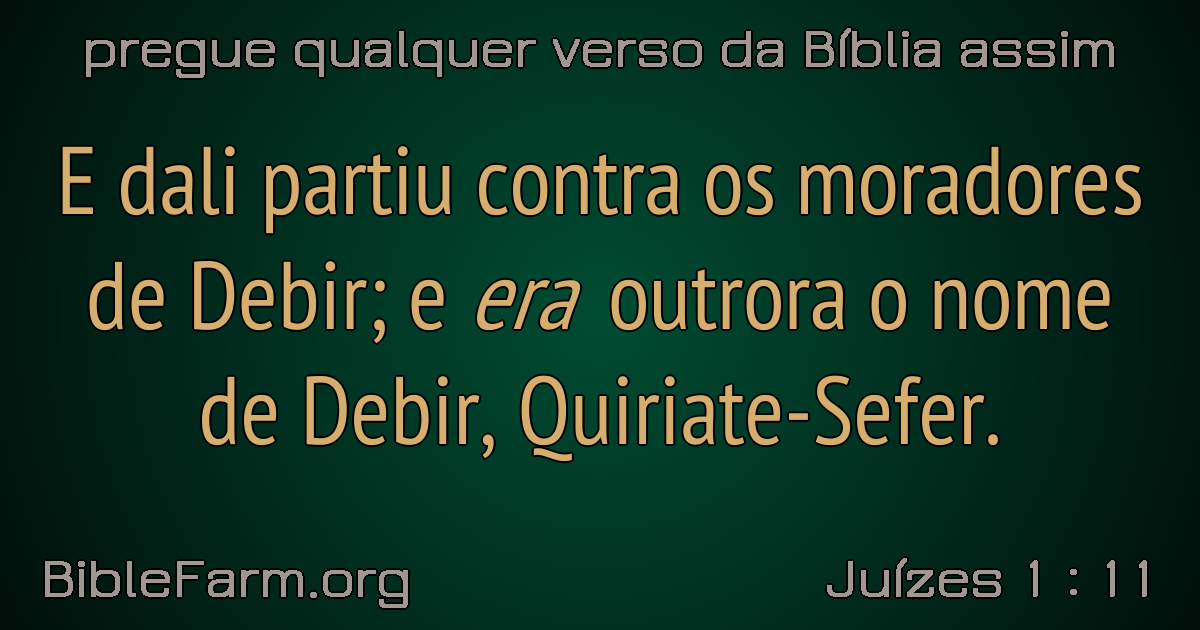 pregue qualquer verso da Bíblia assim
E dali partiu contra os moradores
de Debir; e era outrora o nome
de Debir, Quiriate-Sefer.
BibleFarm.org
Juízes 1 : 11